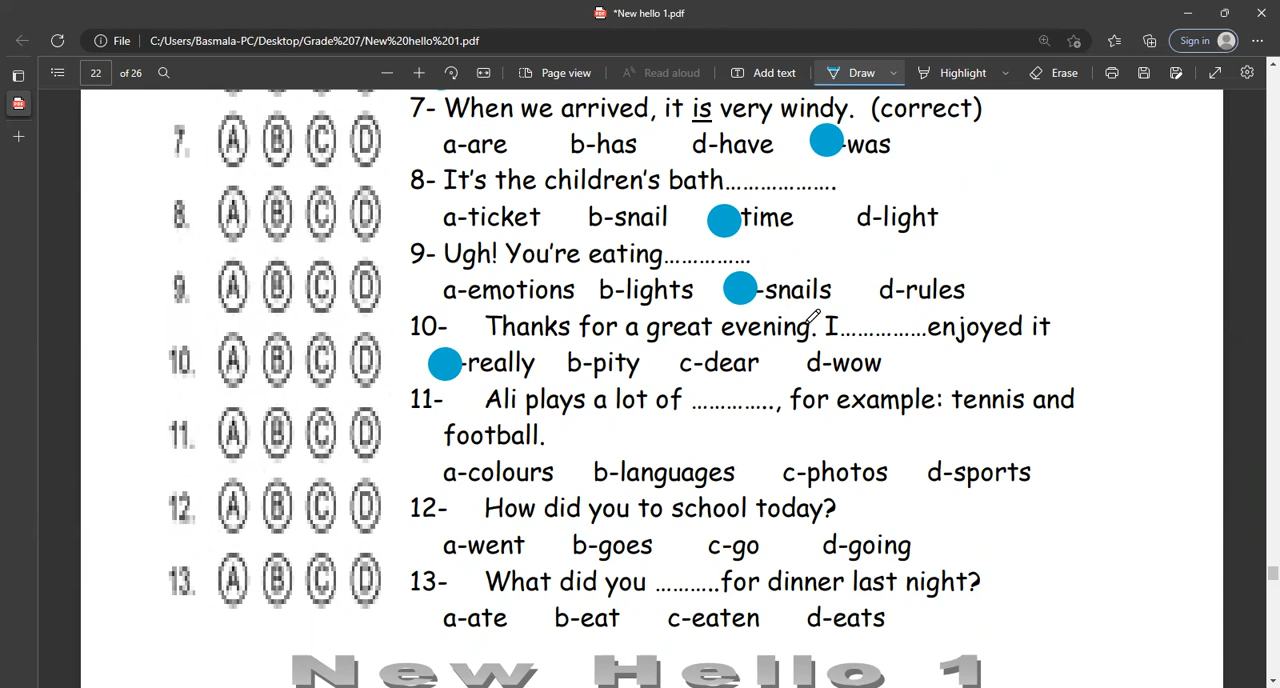 *New hello 1.pdf
File C:/Users/Basmala-PC/Desktop/Grade%207/New%20hello%201.pdf Sign in
22 of 26 Page view Read aloud Add text Draw Highlight Erase
7- When we arrived, it is very windy. (correct)
7. A B C D
a-are b-has d-have -was
8- It's the children's bath..................
8. A B C D
a-ticket b-snail time d-light
9- Ugh! You're eating...............
9. A B C D
a-emotions b-lights -snails d-rules
10- Thanks for a great evening. I...............enjoyed it
10. A B C D
-really b-pity c-dear d-wow
11- Ali plays a lot of .............., for example: tennis and
11. A B C D
football.
a-colours b-languages c-photos d-sports
12. A B C D
12- How did you to school today?
a-went b-goes c-go d-going
13. A B C D
13- What did you ...........for dinner last night?
a-ate b-eat c-eaten d-eats
New Hello 1